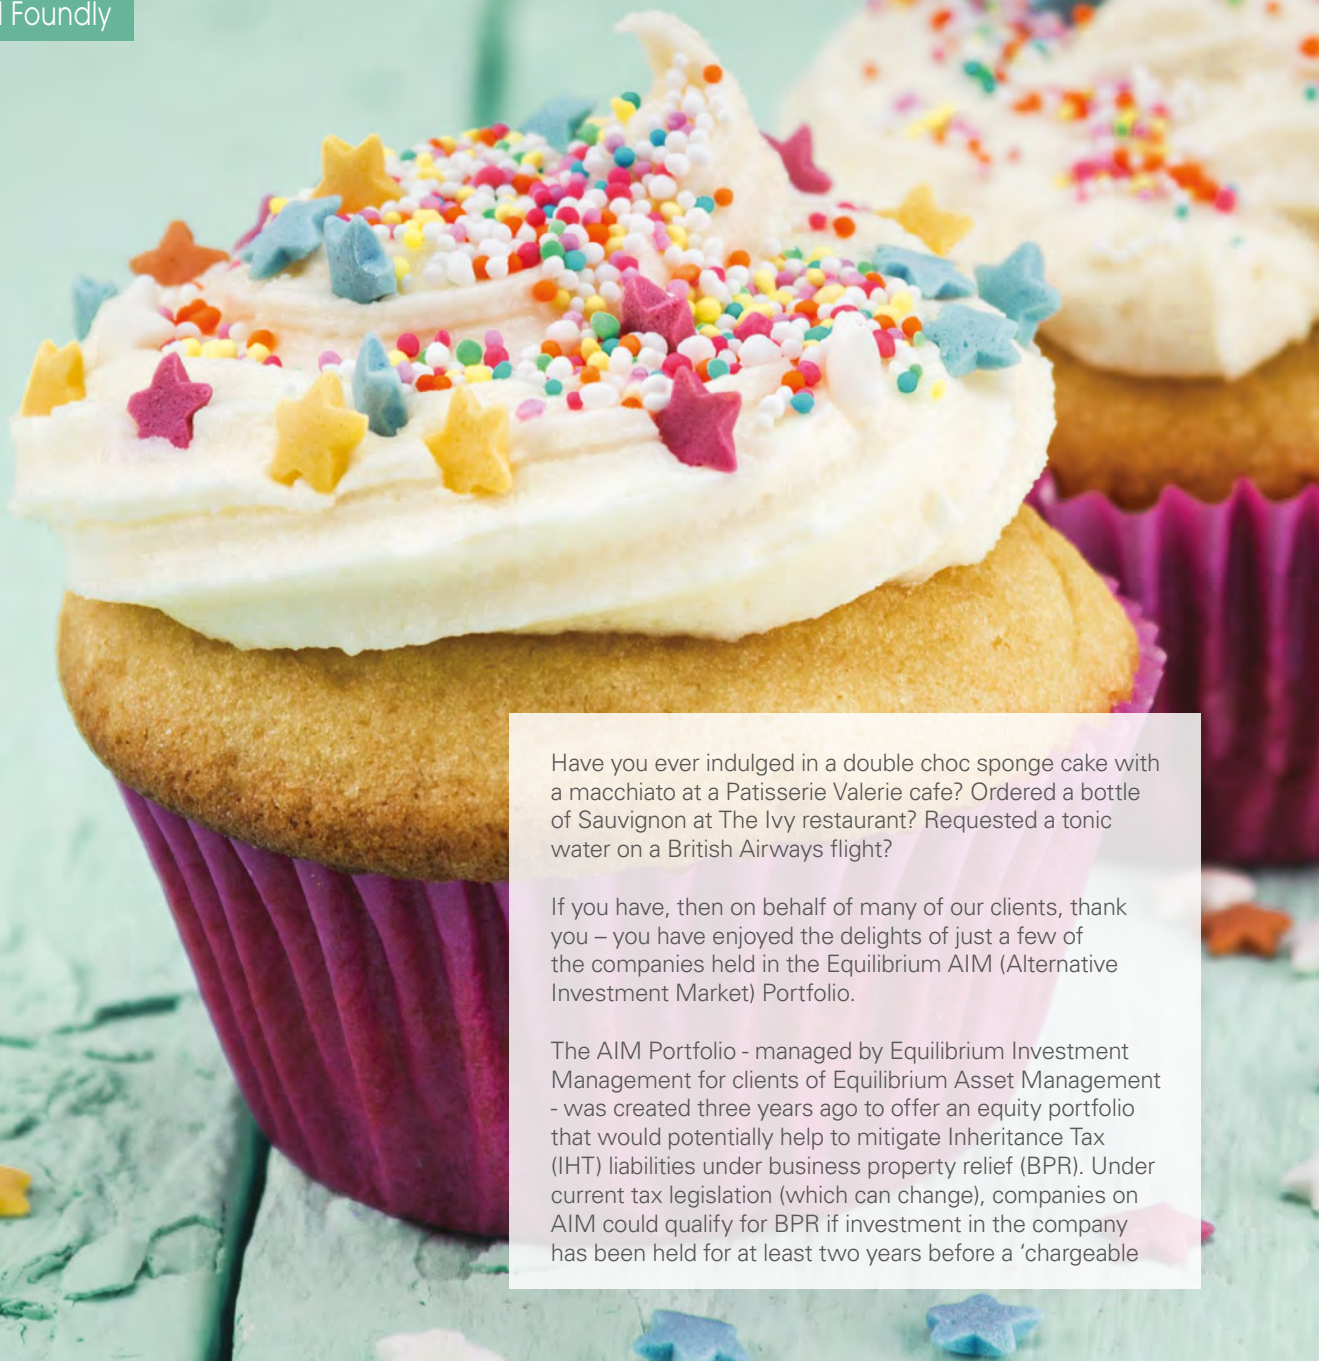 Foundly
Have you ever indulged in a double choc sponge cake with
a macchiato at a Patisserie Valerie cafe? Ordered a bottle
of Sauvignon at The Ivy restaurant? Requested a tonic
water on a British Airways flight?
If you have, then on behalf of many of our clients, thank
you – you have enjoyed the delights of just a few of
the companies held in the Equilibrium AIM (Alternative
Investment Market) Portfolio.
The AIM Portfolio - managed by Equilibrium Investment
Management for clients of Equilibrium Asset Management
- was created three years ago to offer an equity portfolio
that would potentially help to mitigate Inheritance Tax
(IHT) liabilities under business property relief (BPR). Under
current tax legislation (which can change), companies on
AIM could qualify for BPR if investment in the company
has been held for at least two years before a ‘chargeable